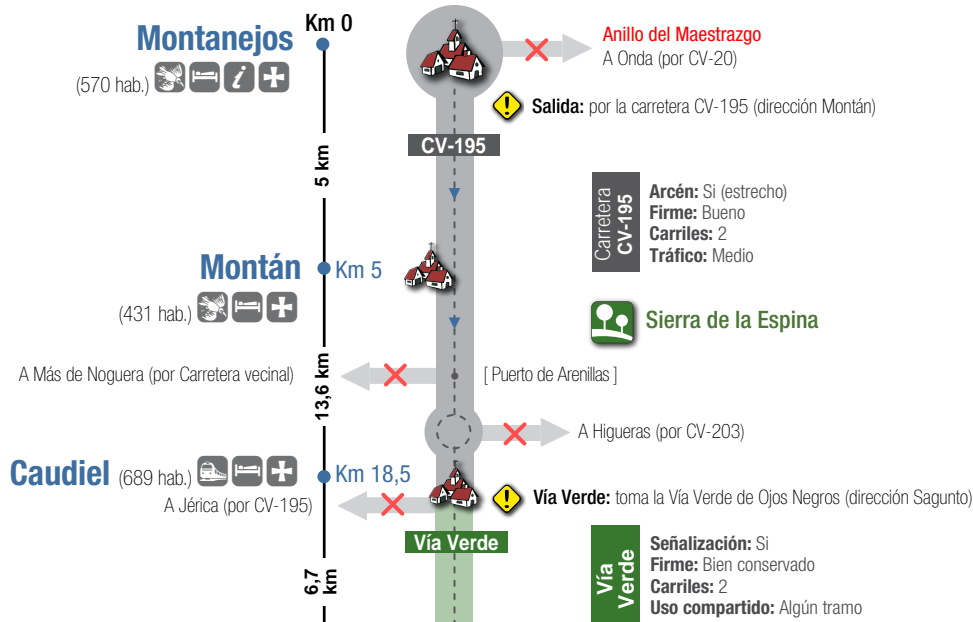 Km 0
Montanejos
(570 hab.)
Anillo del Maestrazgo
A Onda (por CV-20)
Salida: por la carretera CV-195 (dirección Montán)
CV-195
5 km
Carretera
CV-195
Arcén: Si (estrecho)
Firme: Bueno
Carriles: 2
Tráfico: Medio
Montán
Km 5
(431 hab.)
Sierra de la Espina
A Más de Noguera (por Carretera vecinal)
[ Puerto de Arenillas ]
13,6 km
A Higueras (por CV-203)
Caudiel (689 hab.)
Km 18,5
A Jérica (por CV-195)
Vía Verde: toma la Vía Verde de Ojos Negros (dirección Sagunto)
Vía Verde
6,7
km
Vía
Verde
Señalización: Si
Firme: Bien conservado
Carriles: 2
Uso compartido: Algún tramo